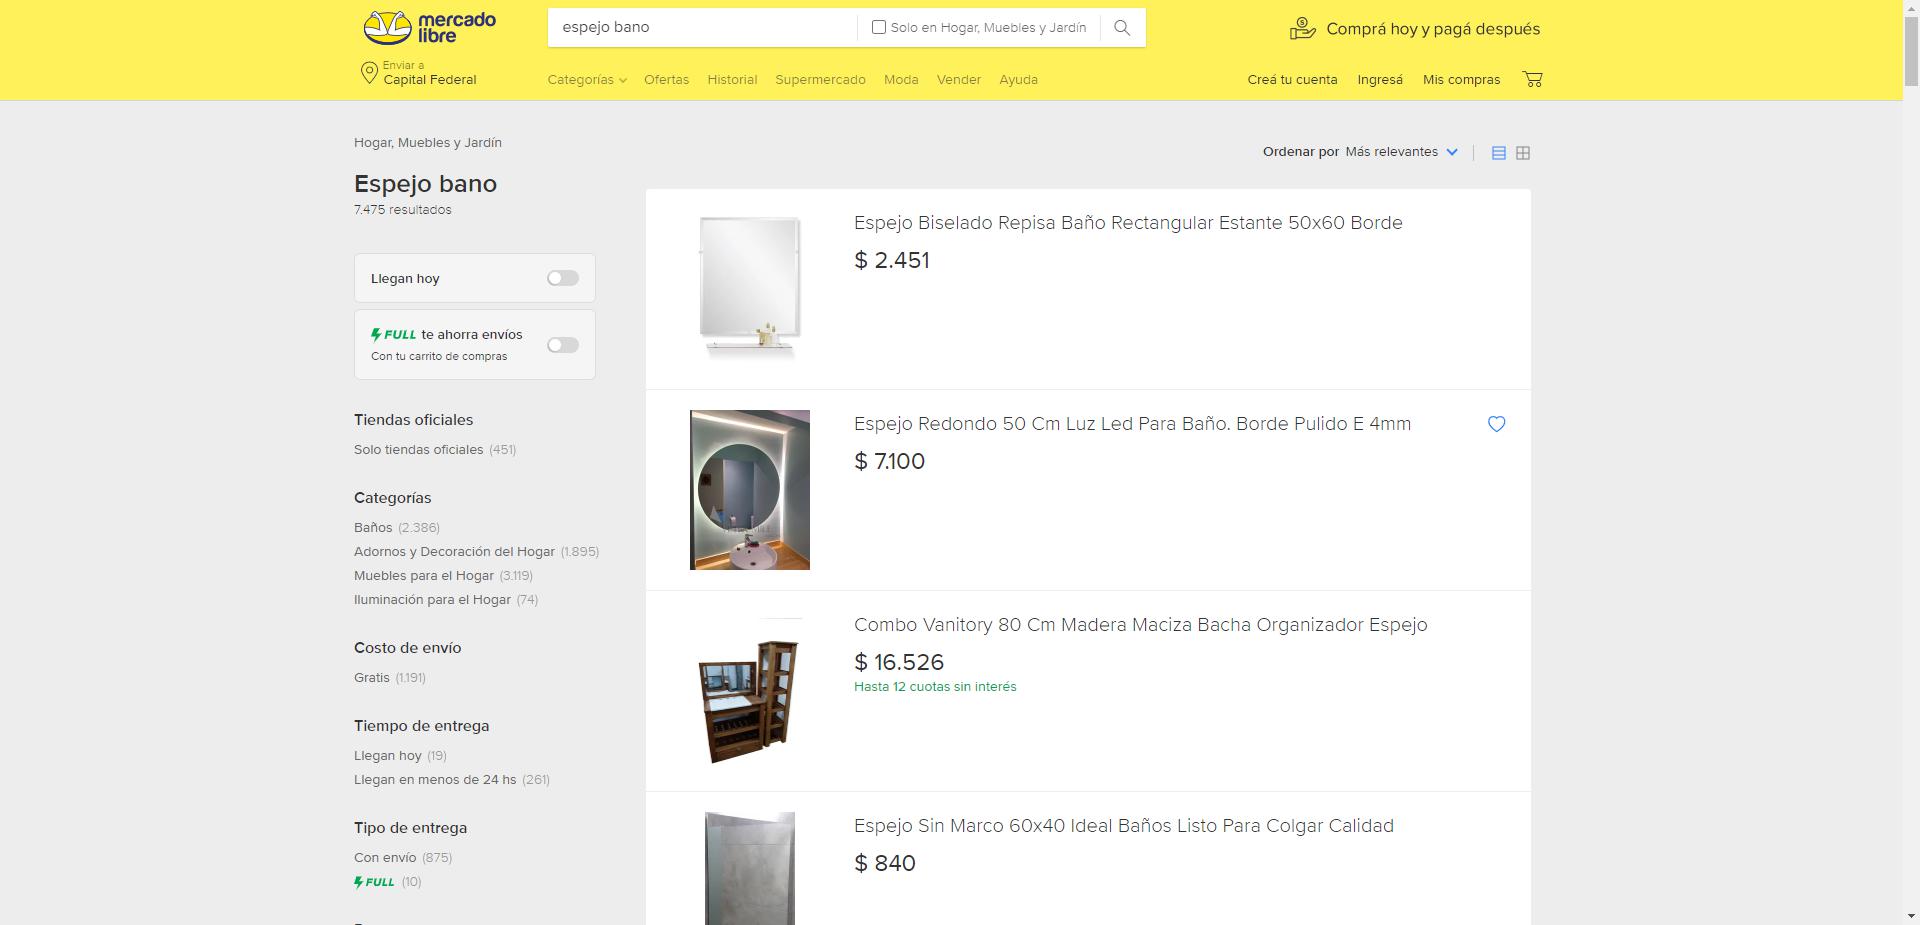 mercado
libre
espejo bano
Solo en Hogar, Muebles y Jardín
Comprá hoy y pagá después
Enviar a
Capital Federal
Categorías
Ofertas
Historial
Supermercado
Moda
Vender
Ayuda
Creá tu cuenta
Ingresá
Mis compras
Hogar, Muebles y Jardín
Espejo bano
7.475 resultados
Ordenar por Más relevantes
Llegan hoy
FULL te ahorra envíos
Con tu carrito de compras
Tiendas oficiales
Solo tiendas oficiales (451)
Categorías
Baños (2.386)
Adornos y Decoración del Hogar (1.895)
Muebles para el Hogar (3.119)
Iluminación para el Hogar (74)
Costo de envío
Gratis (1.191)
Tiempo de entrega
Llegan hoy (19)
Llegan en menos de 24 hs (261)
Tipo de entrega
Con envío (875)
FULL (10)
Espejo Biselado Repisa Baño Rectangular Estante 50x60 Borde
$ 2.451
Espejo Redondo 50 Cm Luz Led Para Baño. Borde Pulido E 4mm
$ 7.100
Combo Vanitory 80 Cm Madera Maciza Bacha Organizador Espejo
$ 16.526
Hasta 12 cuotas sin interés
Espejo Sin Marco 60x40 Ideal Baños Listo Para Colgar Calidad
$ 840